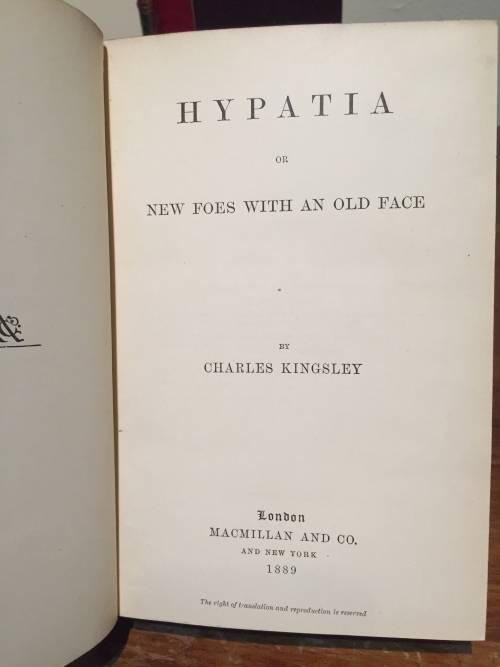 HYPATIA
OR
NEW FOES WITH AN OLD FACE
BY
CHARLES KINGSLEY
London
MACMILLAN AND CO.
AND NEW YORK
1889
The right of translation and reproduction is reserved